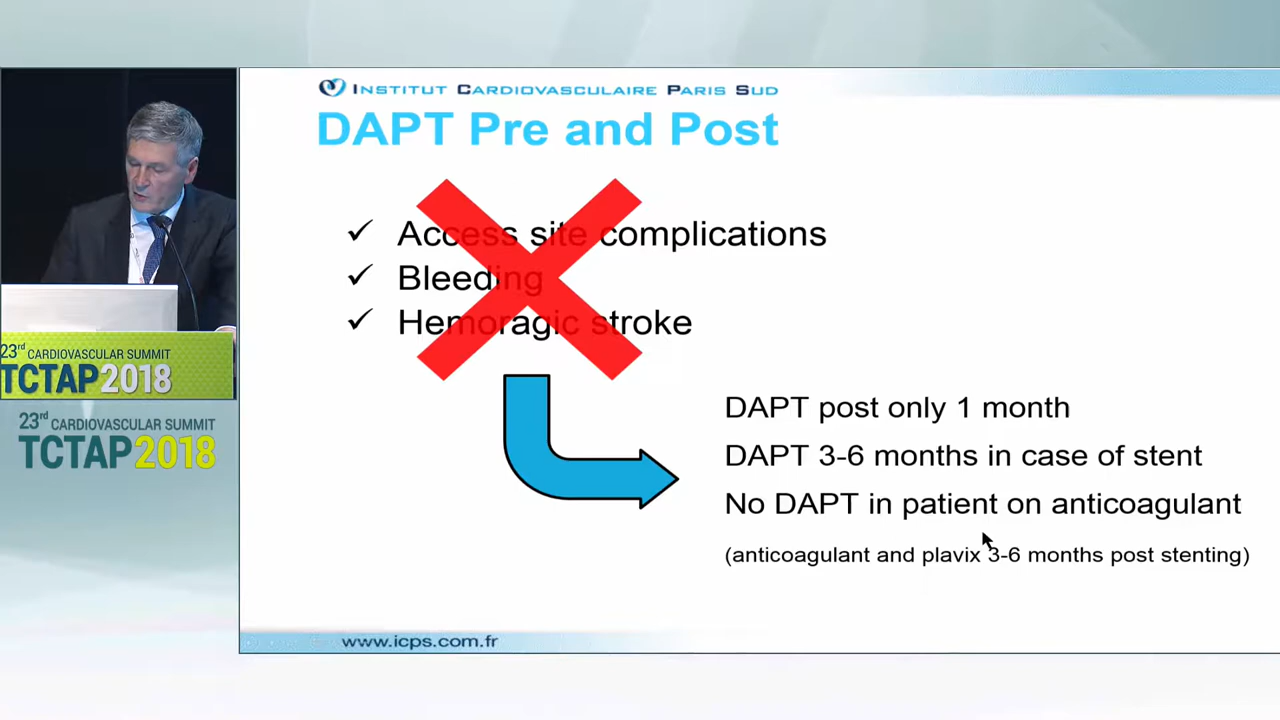 INSTITUT CARDIOVASCULAIRE PARIS SUD
DAPT Pre and Post
Access site complications
Bleeding
Hemoragic stroke
DAPT post only 1 month
DAPT 3-6 months in case of stent
No DAPT in patient on anticoagulant
(anticoagulant and plavix 3-6 months post stenting)
www.icps.com.fr
23rd CARDIOVASCULAR SUMMIT
TCTAP2018
23rd CARDIOVASCULAR SUMMIT
TCTAP2018